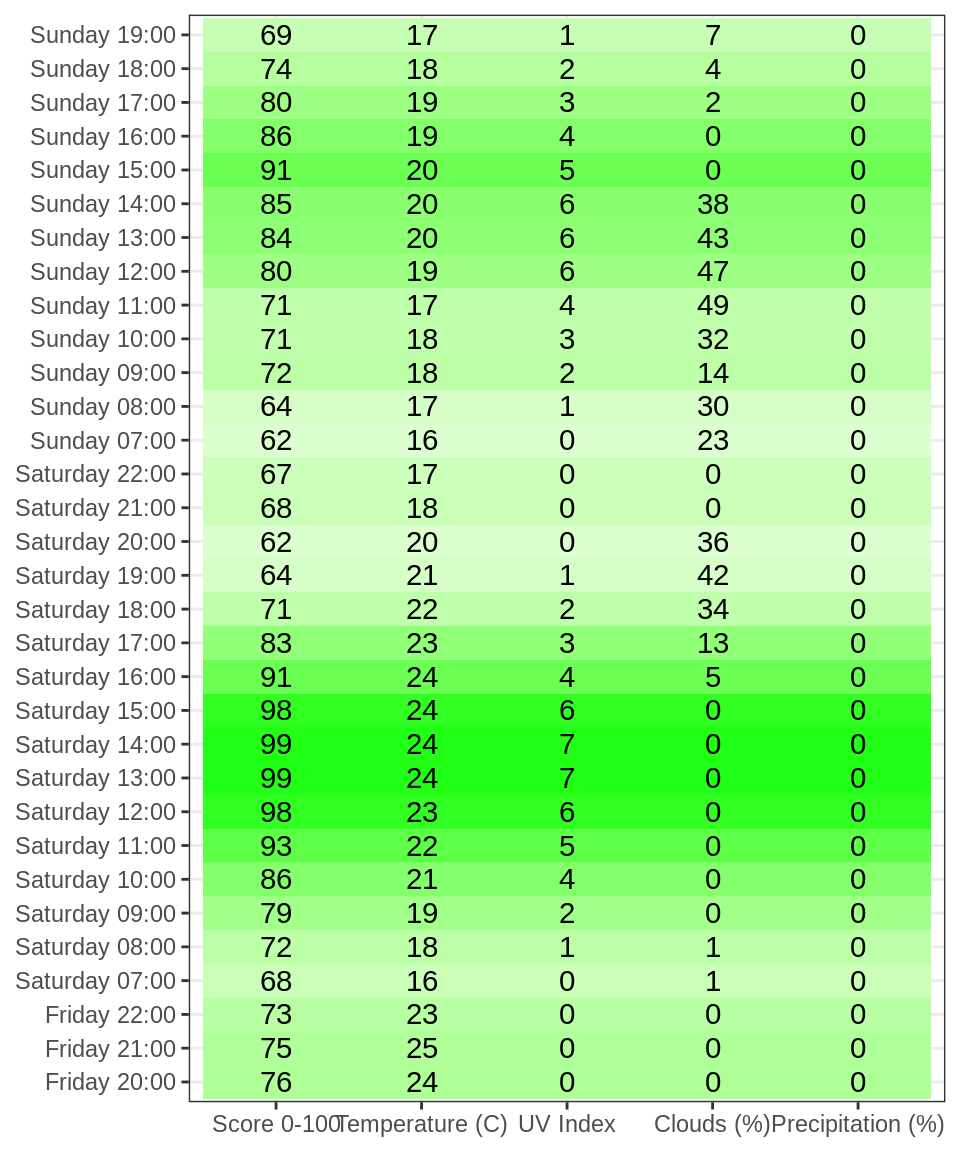 Sunday 19:00 69 17 1 7 0
Sunday 18:00 74 18 2 4 0
Sunday 17:00 80 19 3 2 0
Sunday 16:00 86 19 4 0 0
Sunday 15:00 91 20 5 0 0
Sunday 14:00 85 20 6 38 0
Sunday 13:00 84 20 6 43 0
Sunday 12:00 80 19 6 47 0
Sunday 11:00 71 17 4 49 0
Sunday 10:00 71 18 3 32 0
Sunday 09:00 72 18 2 14 0
Sunday 08:00 64 17 1 30 0
Sunday 07:00 62 16 0 23 0
Saturday 22:00 67 17 0 0 0
Saturday 21:00 68 18 0 0 0
Saturday 20:00 62 20 0 36 0
Saturday 19:00 64 21 1 42 0
Saturday 18:00 71 22 2 34 0
Saturday 17:00 83 23 3 13 0
Saturday 16:00 91 24 4 5 0
Saturday 15:00 98 24 6 0 0
Saturday 14:00 99 24 7 0 0
Saturday 13:00 99 24 7 0 0
Saturday 12:00 98 23 6 0 0
Saturday 11:00 93 22 5 0 0
Saturday 10:00 86 21 4 0 0
Saturday 09:00 79 19 2 0 0
Saturday 08:00 72 18 1 1 0
Saturday 07:00 68 16 0 1 0
Friday 22:00 73 23 0 0 0
Friday 21:00 75 25 0 0 0
Friday 20:00 76 24 0 0 0
Score 0-100 Temperature (C) UV Index Clouds (%) Precipitation (%)